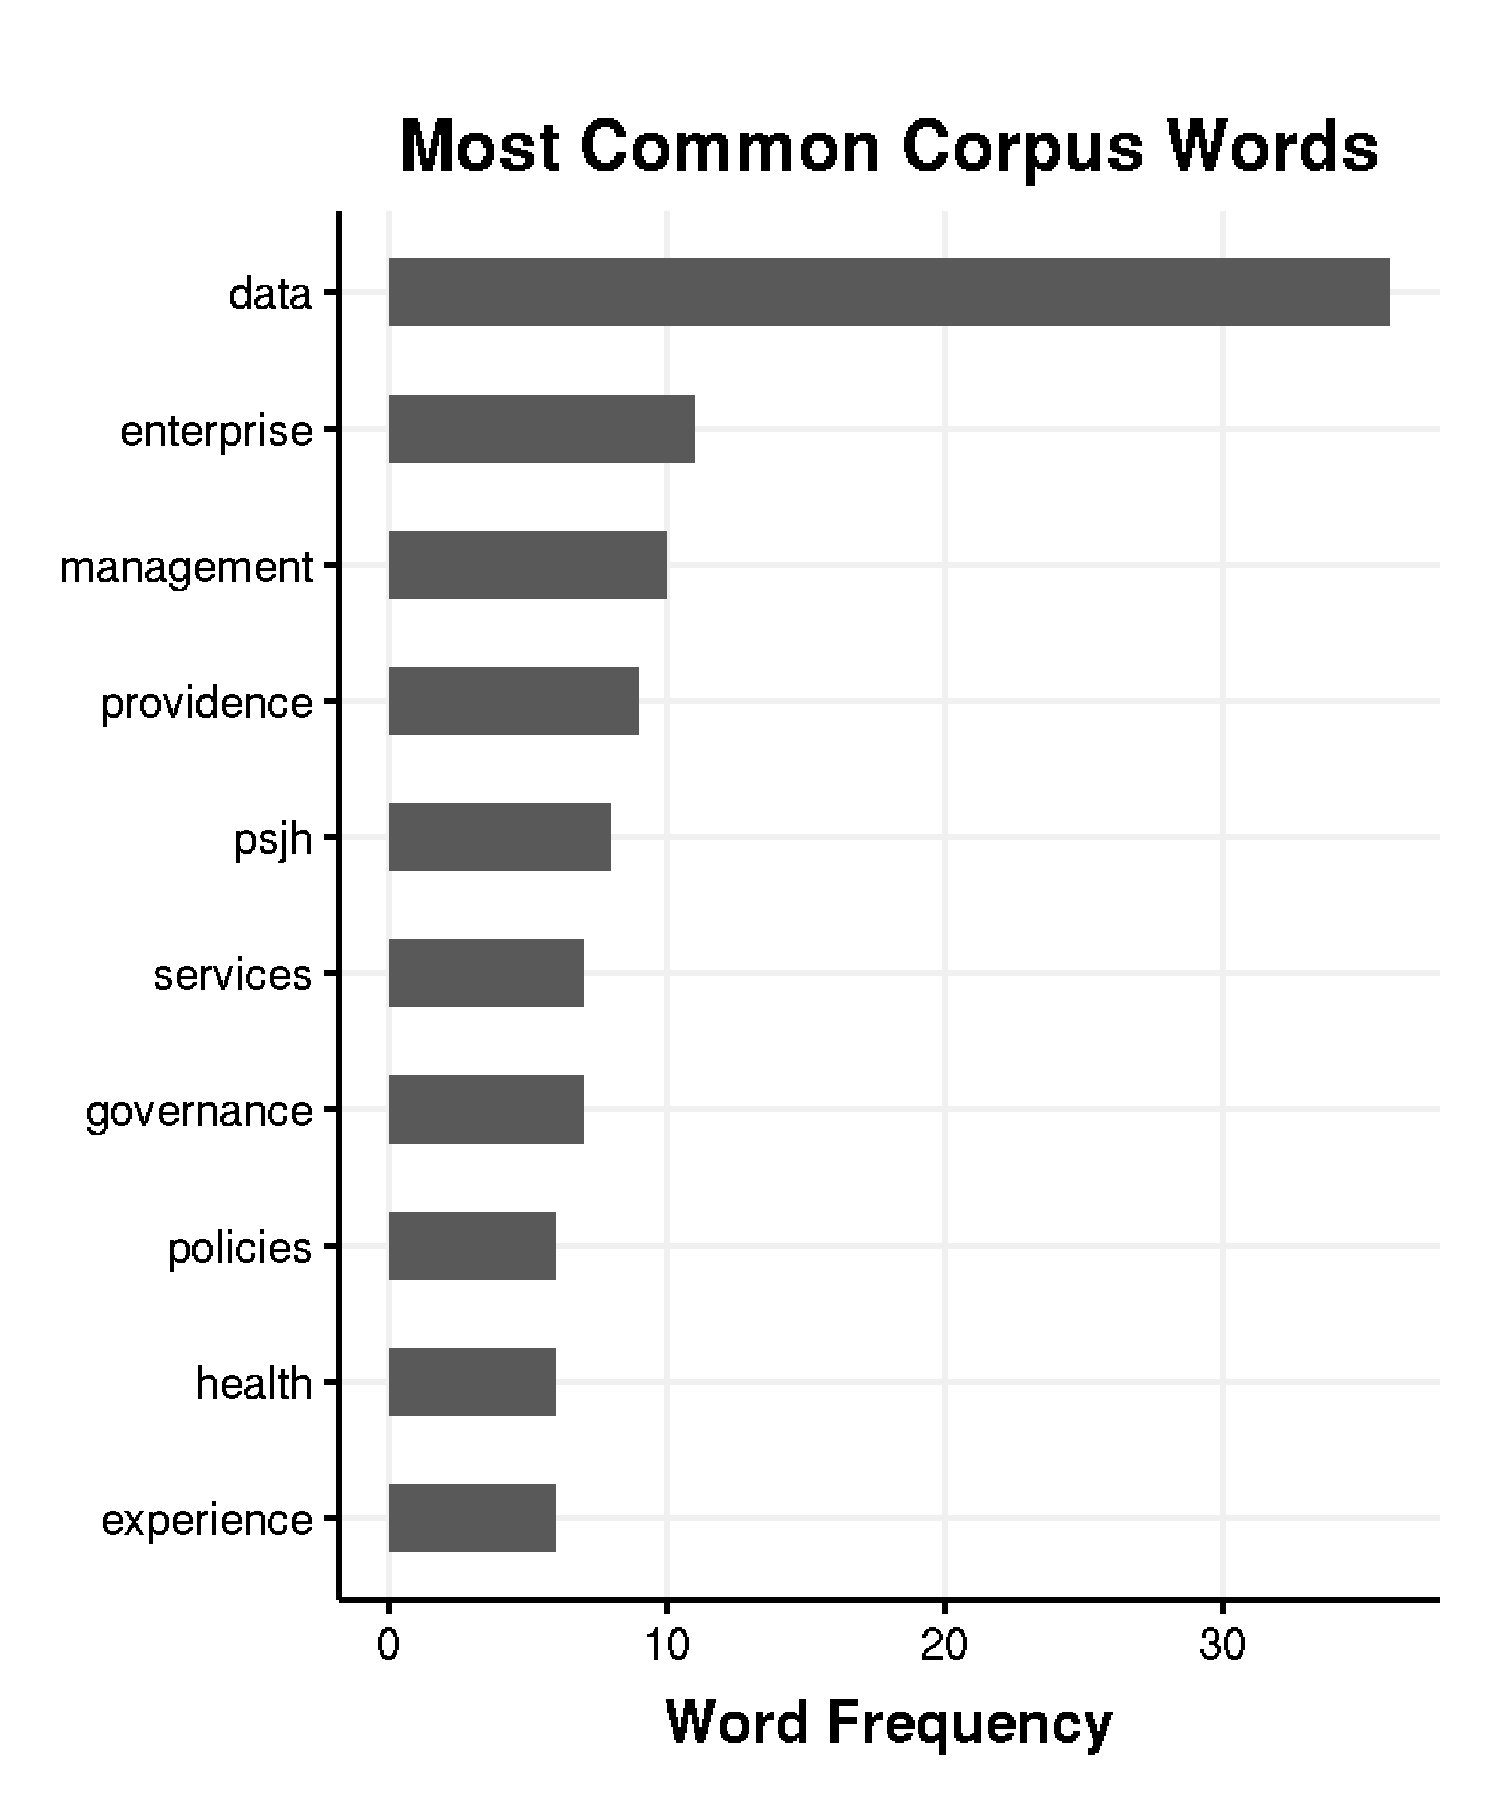 Most Common Corpus Words
data
enterprise
management
providence
psjh
services
governance
policies
health
experience
0 10 20 30
Word Frequency